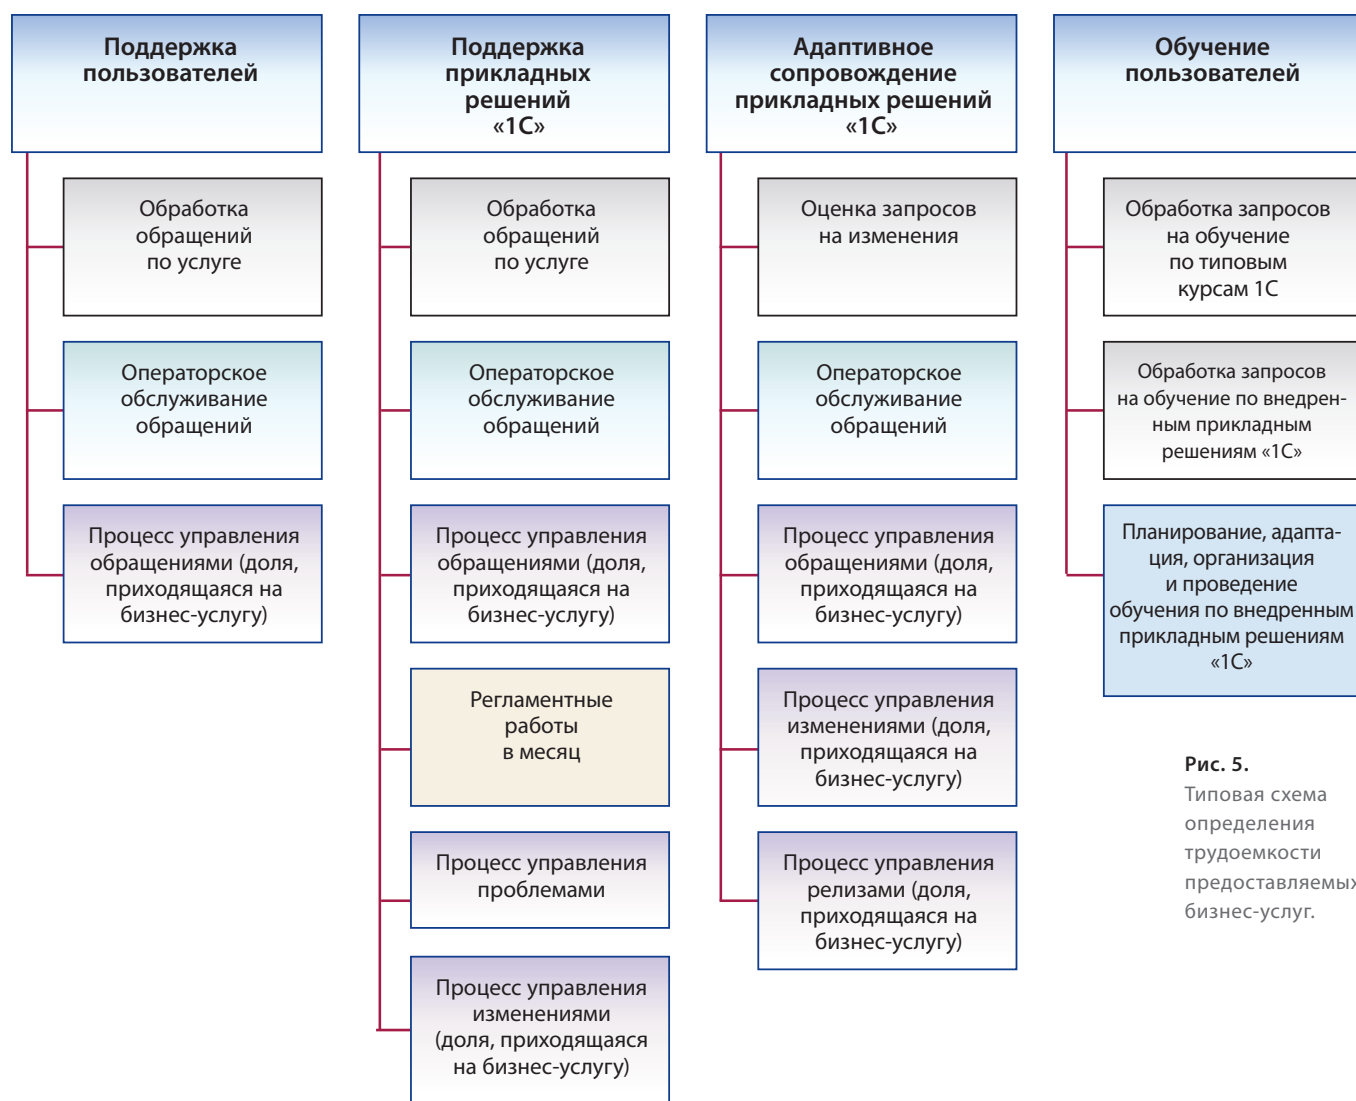 Поддержка
пользователей
Обработка
обращений
по услуге
Операторское
обслуживание
обращений
Процесс управления
обращениями (доля,
приходящаяся на
бизнес-услугу)
Поддержка
прикладных
решений
«1С»
Обработка
обращений
по услуге
Операторское
обслуживание
обращений
Процесс управления
обращениями (доля,
приходящаяся на
бизнес-услугу)
Регламентные
работы
в месяц
Процесс управления
проблемами
Процесс управления
изменениями
(доля, приходящаяся
на бизнес-услугу)
Адаптивное
сопровождение
прикладных решений
«1С»
Оценка запросов
на изменения
Операторское
обслуживание
обращений
Процесс управления
обращениями (доля,
приходящаяся на
бизнес-услугу)
Процесс управления
изменениями (доля,
приходящаяся на
бизнес-услугу)
Процесс управления
релизами (доля,
приходящаяся на
бизнес-услугу)
Обучение
пользователей
Обработка запросов
на обучение
по типовым
курсам 1С
Обработка запросов
на обучение по внедрен-
ным прикладным
решениям «1С»
Планирование, адапта-
ция, организация
и проведение
обучения по внедренным
прикладным решениям
«1С»
Рис. 5.
Типовая схема
определения
трудоемкости
предоставляемых
бизнес-услуг.